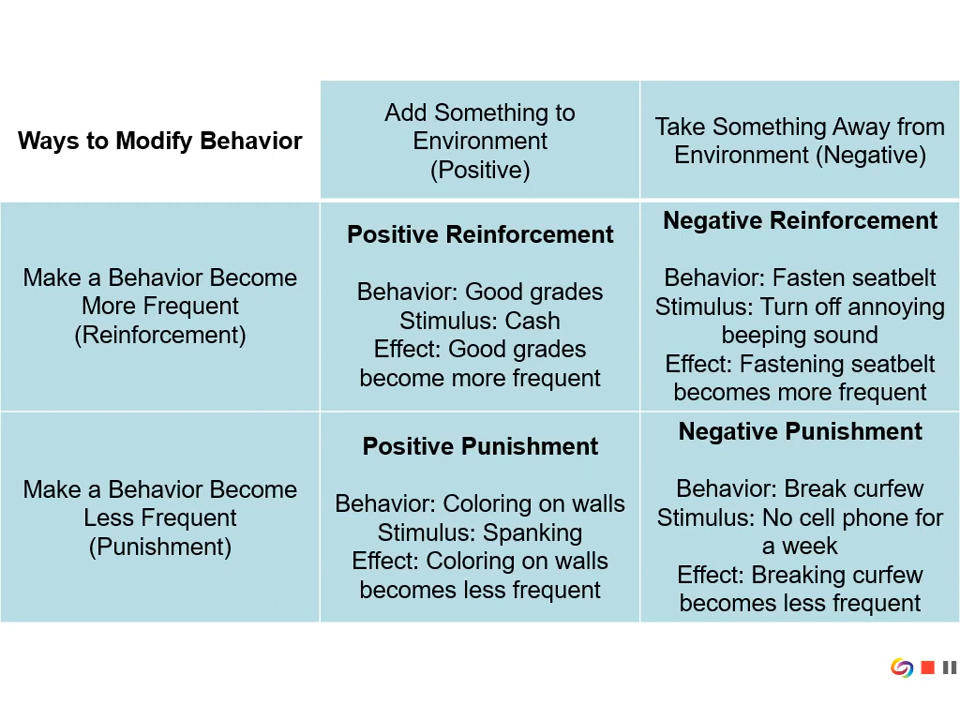 Ways to Modify Behavior
Add Something to
Environment
(Positive)
Take Something Away from
Environment (Negative)
Make a Behavior Become
More Frequent
(Reinforcement)
Positive Reinforcement
Behavior: Good grades
Stimulus: Cash
Effect: Good grades
become more frequent
Negative Reinforcement
Behavior: Fasten seatbelt
Stimulus: Turn off annoying
beeping sound
Effect: Fastening seatbelt
becomes more frequent
Make a Behavior Become
Less Frequent
(Punishment)
Positive Punishment
Behavior: Coloring on walls
Stimulus: Spanking
Effect: Coloring on walls
becomes less frequent
Negative Punishment
Behavior: Break curfew
Stimulus: No cell phone for
a week
Effect: Breaking curfew
becomes less frequent